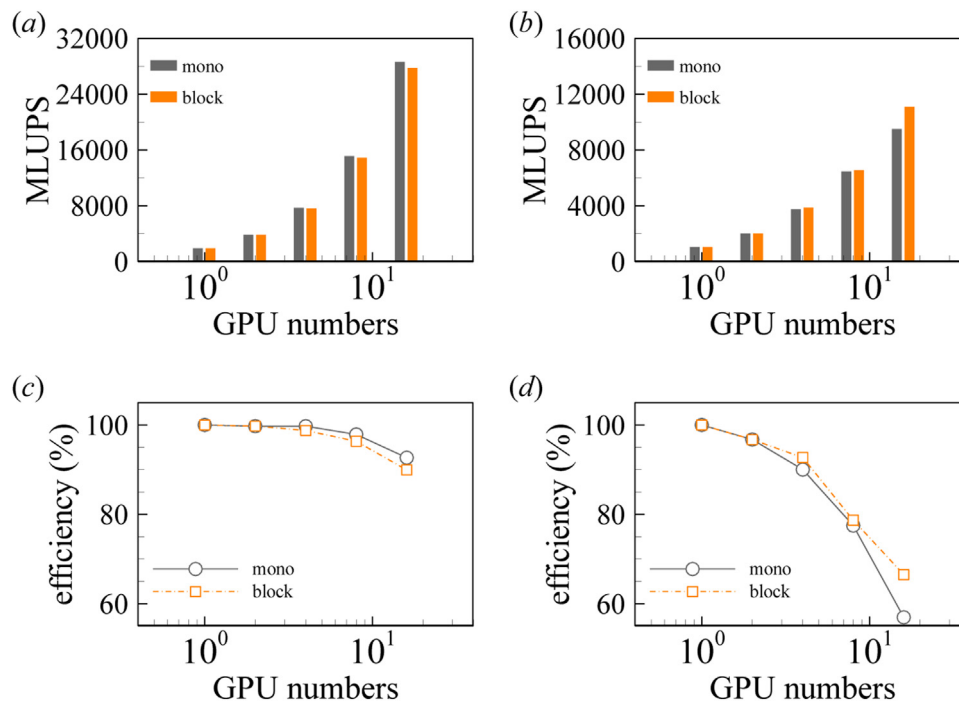 (a)
32000
24000
16000
8000
0
MLUPS
mono
block
10^0
10^1
GPU numbers
(b)
16000
12000
8000
4000
0
MLUPS
mono
block
10^0
10^1
GPU numbers
(c)
100
80
60
efficiency (%)
mono
block
10^0
10^1
GPU numbers
(d)
100
80
60
efficiency (%)
mono
block
10^0
10^1
GPU numbers